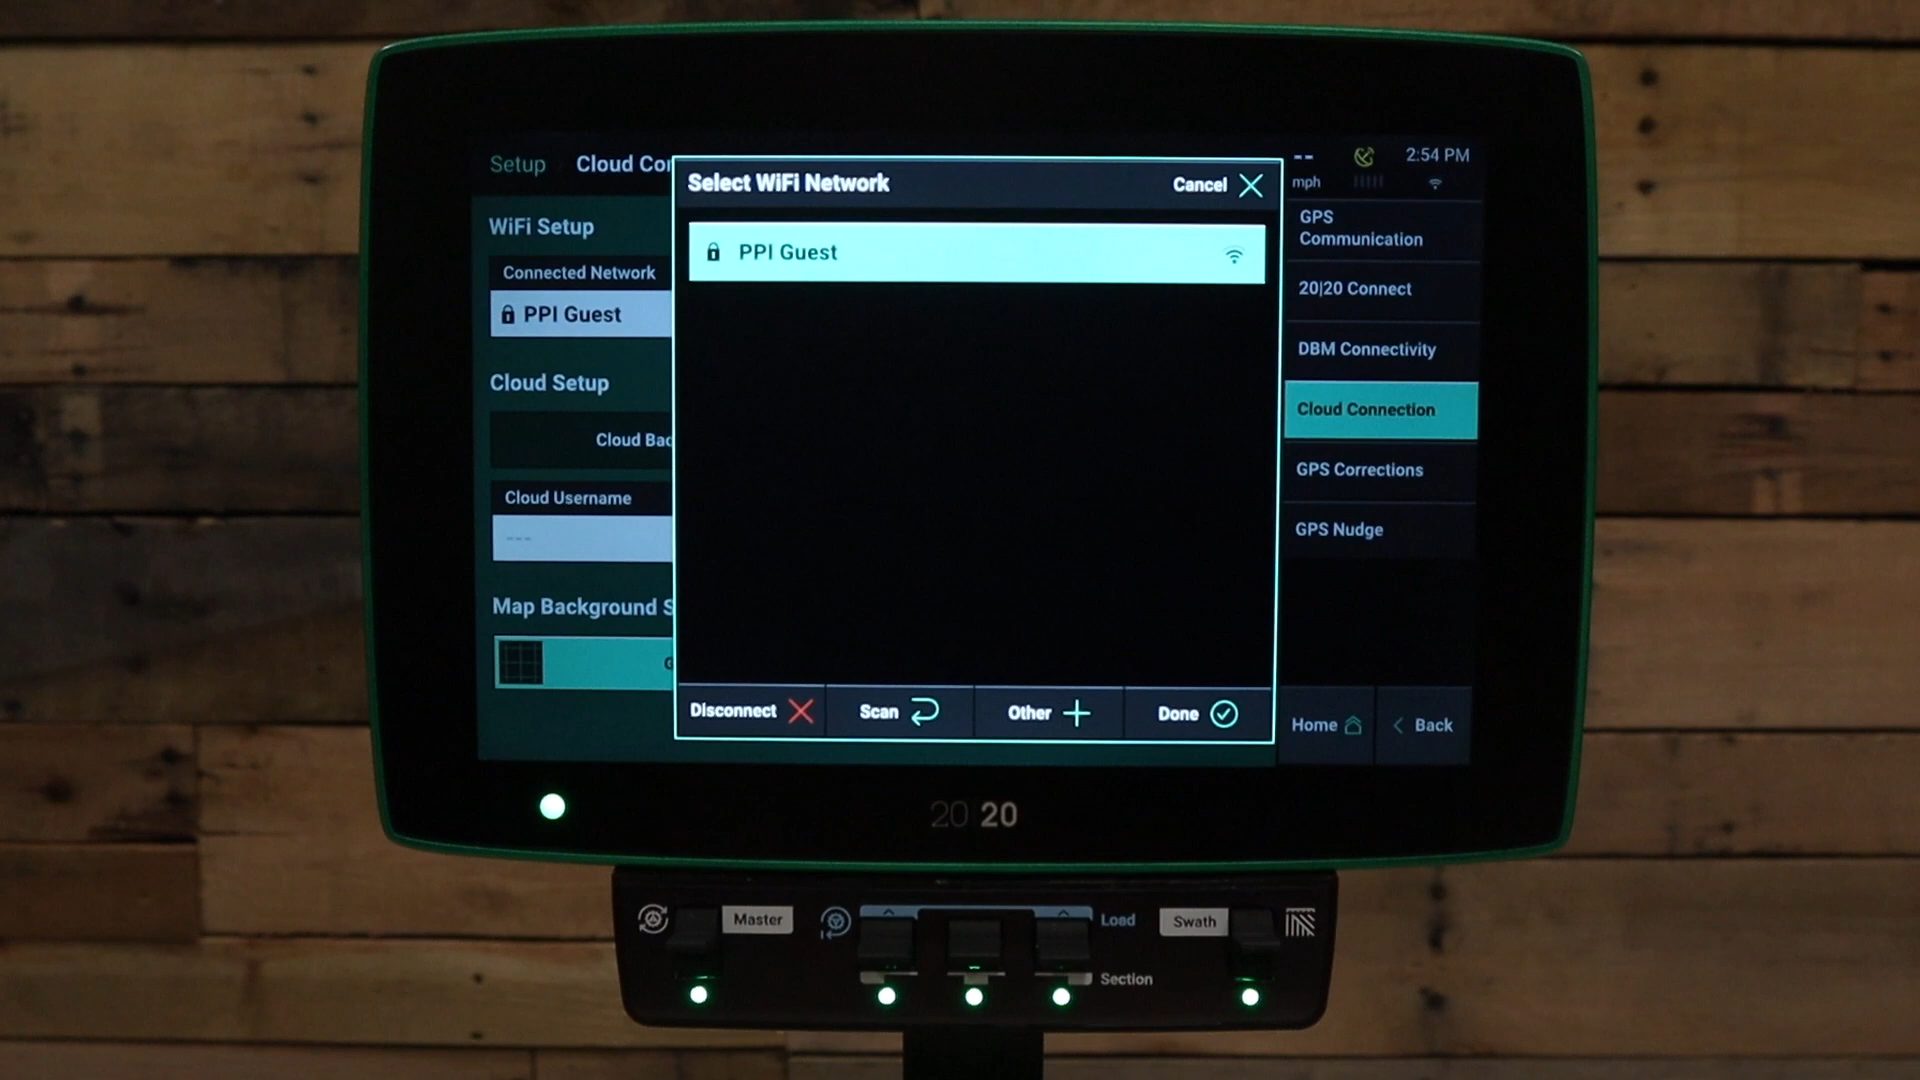 Setup Cloud Con
Select WiFi Network
Cancel
--
mph
2:54 PM
WiFi Setup
Connected Network
PPI Guest
Cloud Setup
Cloud Bac
Cloud Username
---
Map Background S
G
PPI Guest
Disconnect
Scan
Other
Done
GPS
Communication
20|20 Connect
DBM Connectivity
Cloud Connection
GPS Corrections
GPS Nudge
Home
Back
20 20
Master
Load
Section
Swath